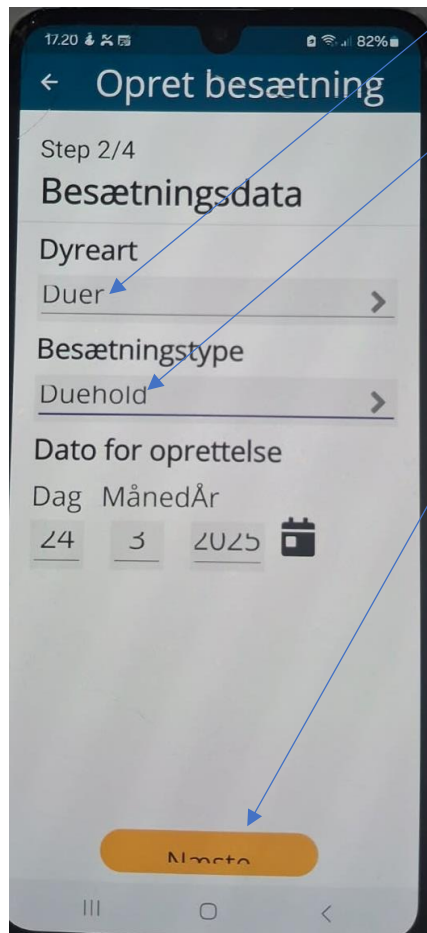 17.20 82%
Opret besætning
Step 2/4
Besætningsdata
Dyreart
Duer
Besætningstype
Duehold
Dato for oprettelse
Dag MånedÅr
24 3 2025
Næste